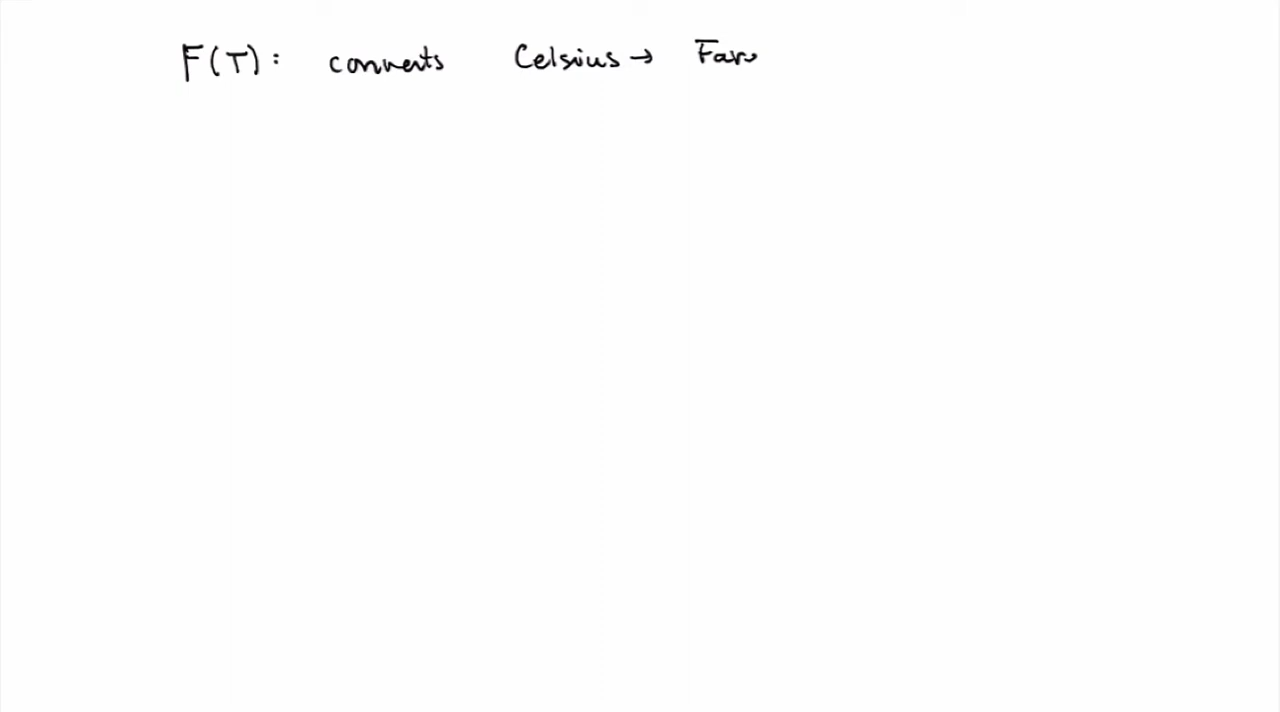 F(T): converts Celsius → Far